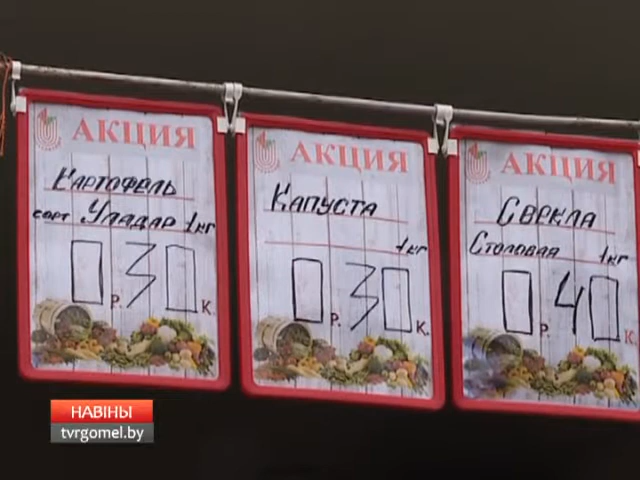 АКЦИЯ
Картофель
сорт Уладар 1кг
0 р. 30 к.
АКЦИЯ
Капуста
1кг
0 р. 30 к.
АКЦИЯ
Свекла
Столовая 1кг
0 р. 40 к.
НАВІНЫ
tvrgomel.by